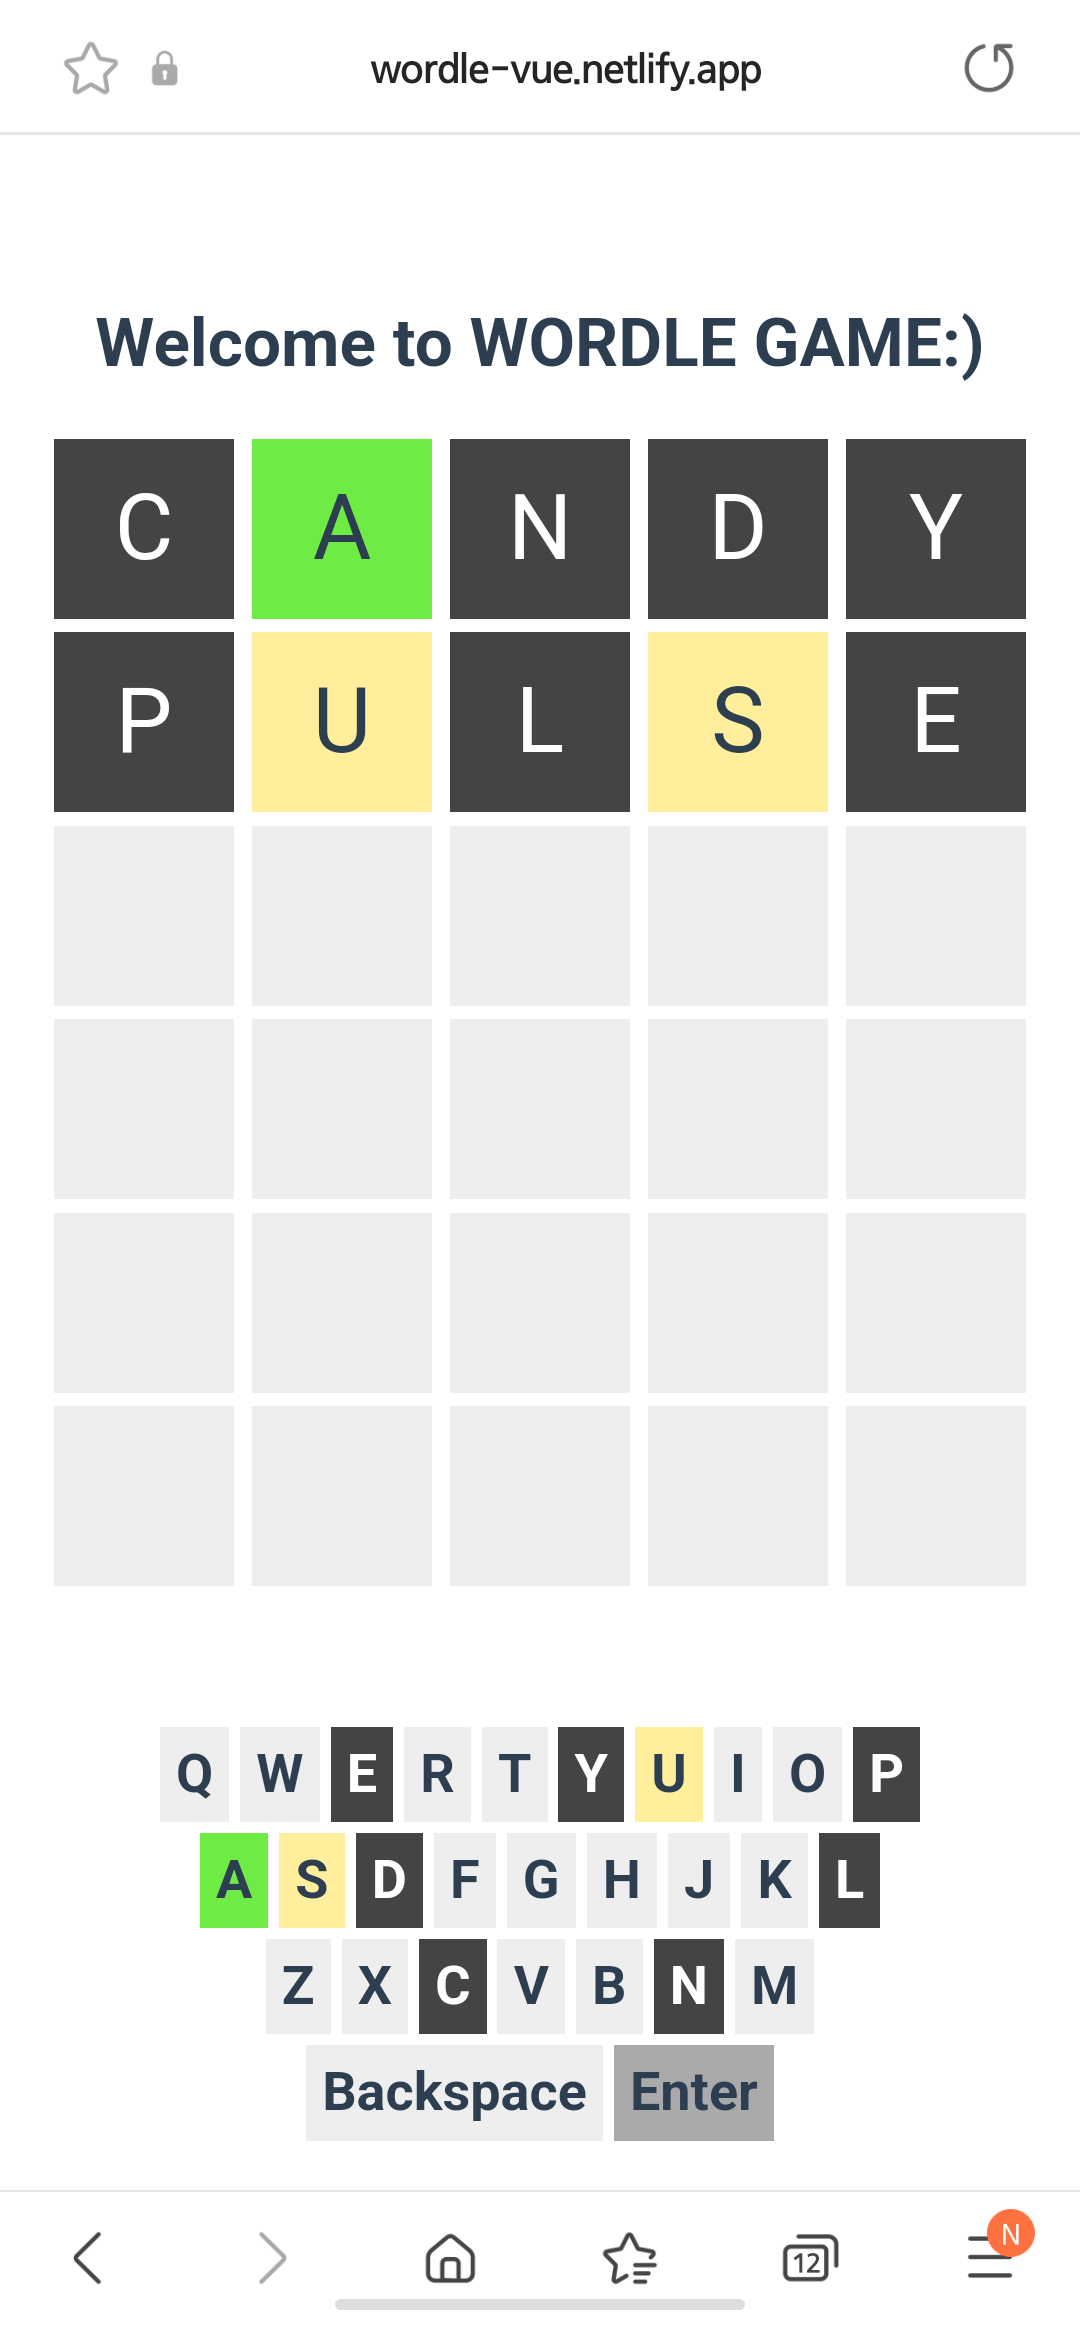 wordle-vue.netlify.app
Welcome to WORDLE GAME:)
C A N D Y
P U L S E
Q W E R T Y U I O P
A S D F G H J K L
Z X C V B N M
Backspace Enter
12
N